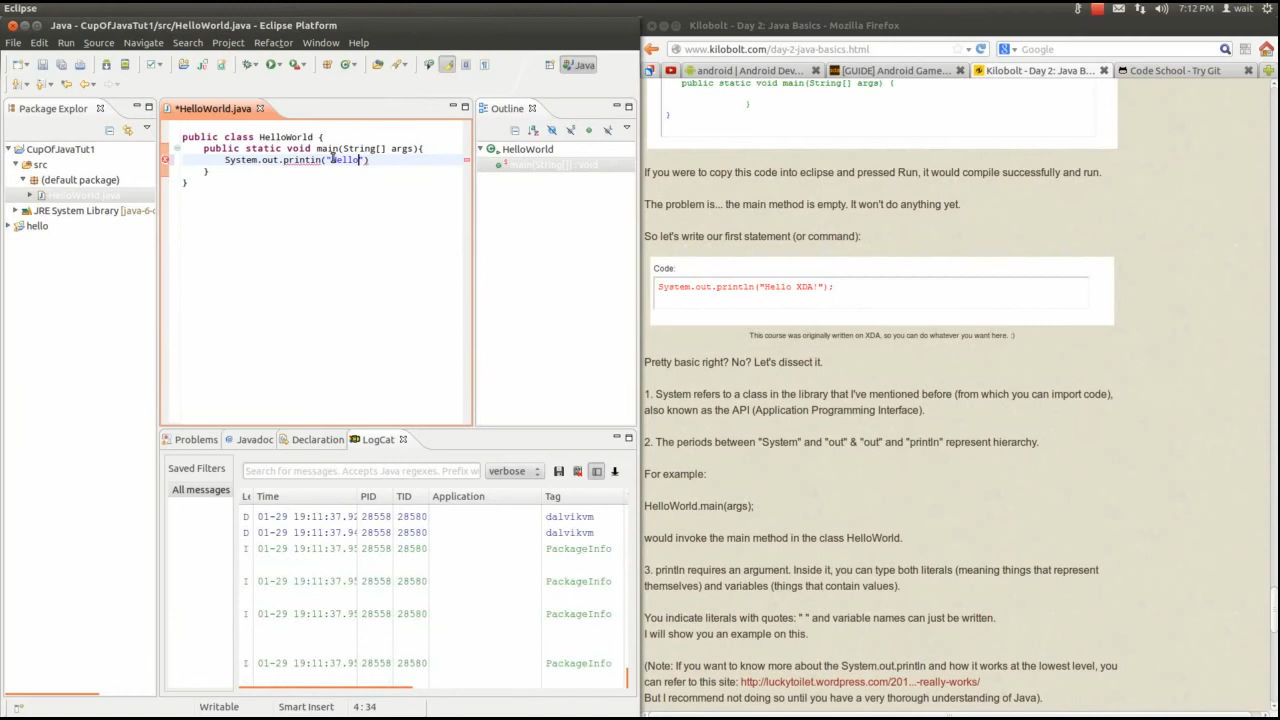 Eclipse
7:12 PM wait
Java - CupOfJavaTut1/src/HelloWorld.java - Eclipse Platform
File Edit Run Source Navigate Search Project Refactor Window Help
Java
Package Explor
CupOfJavaTut1
src
(default package)
HelloWorld.java
JRE System Library [java-6-o
hello
*HelloWorld.java
public class HelloWorld {
public static void main(String[] args){
System.out.printin("Hello")
}
}
Outline
HelloWorld
main(String[]) : void
Problems Javadoc Declaration LogCat
Saved Filters
All messages
Search for messages. Accepts Java regexes. Prefix w
verbose
Time PID TID Application Tag
D 01-29 19:11:37.92 28558 28580 dalvikvm
D 01-29 19:11:37.94 28558 28580 dalvikvm
I 01-29 19:11:37.95 28558 28580 PackageInfo
I 01-29 19:11:37.95 28558 28580 PackageInfo
I 01-29 19:11:37.95 28558 28580 PackageInfo
I 01-29 19:11:37.95 28558 28580 PackageInfo
Writable Smart Insert 4 : 34
Kilobolt - Day 2: Java Basics - Mozilla Firefox
www.kilobolt.com/day-2-java-basics.html
Google
android | Android Dev...
[GUIDE] Android Game...
Kilobolt - Day 2: Java B...
Code School - Try Git
public static void main(String[] args) {
}
}
If you were to copy this code into eclipse and pressed Run, it would compile successfully and run.
The problem is... the main method is empty. It won't do anything yet.
So let's write our first statement (or command):
Code:
System.out.println("Hello XDA!");
This course was originally written on XDA, so you can do whatever you want here. :)
Pretty basic right? No? Let's dissect it.
1. System refers to a class in the library that I've mentioned before (from which you can import code),
also known as the API (Application Programming Interface).
2. The periods between "System" and "out" & "out" and "println" represent hierarchy.
For example:
HelloWorld.main(args);
would invoke the main method in the class HelloWorld.
3. println requires an argument. Inside it, you can type both literals (meaning things that represent
themselves) and variables (things that contain values).
You indicate literals with quotes: " " and variable names can just be written.
I will show you an example on this.
(Note: If you want to know more about the System.out.println and how it works at the lowest level, you
can refer to this site: http://luckytoilet.wordpress.com/201...-really-works/
But I recommend not doing so until you have a very thorough understanding of Java).